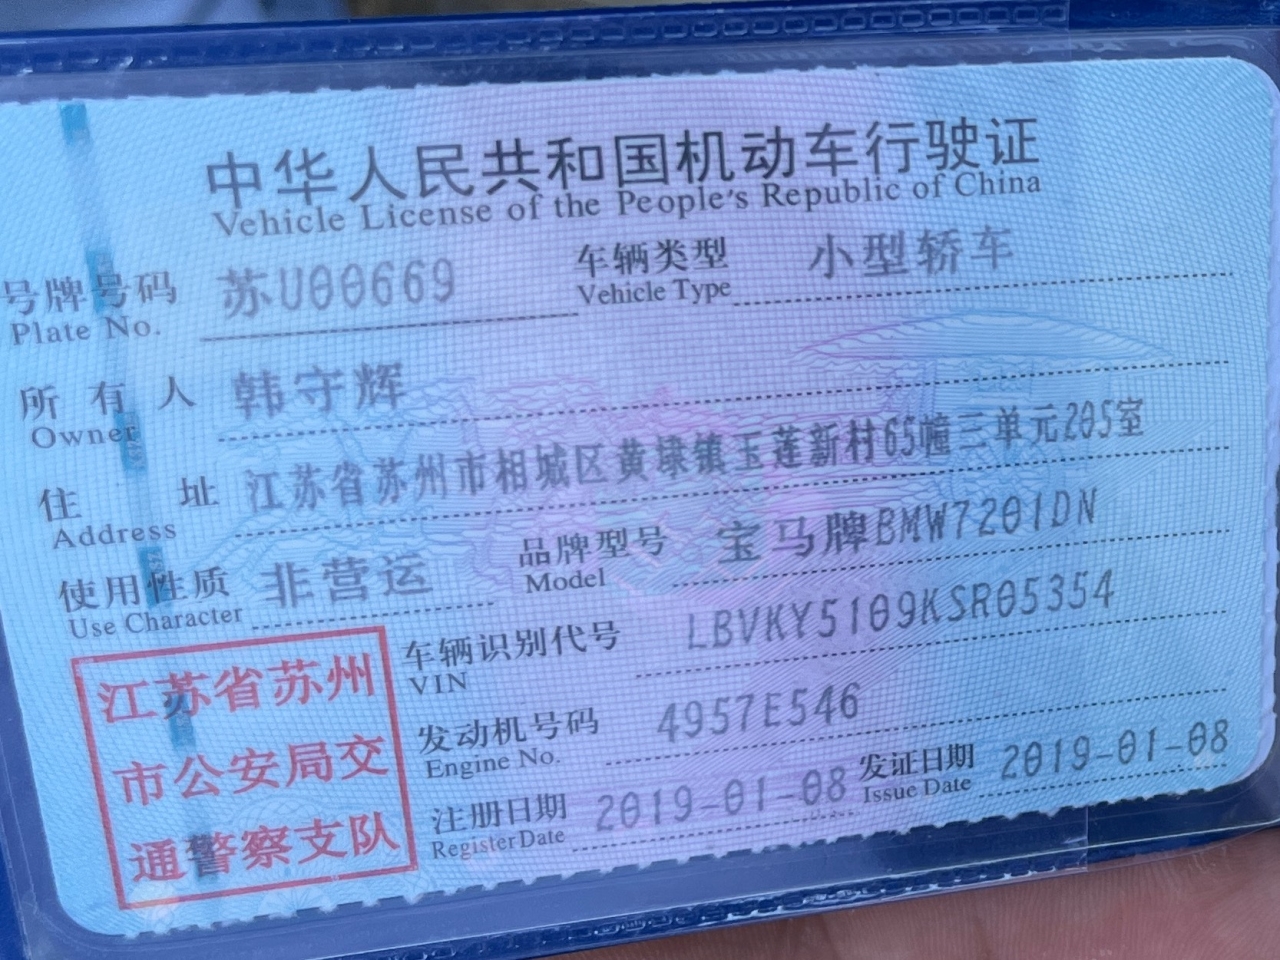 中华人民共和国机动车行驶证
Vehicle License of the People's Republic of China
号牌号码 苏U00669 车辆类型 小型轿车
Plate No. Vehicle Type
所有人 韩守辉
Owner
住址 江苏省苏州市相城区黄埭镇玉莲新村65幢三单元205室
Address
使用性质 非营运 品牌型号 宝马牌BMW7201DN
Use Character Model
车辆识别代号 LBVKY5109KSR05354
VIN
发动机号码 4957E546
Engine No.
注册日期 2019-01-08 发证日期 2019-01-08
Register Date Issue Date
江苏省苏州
市公安局交
通警察支队